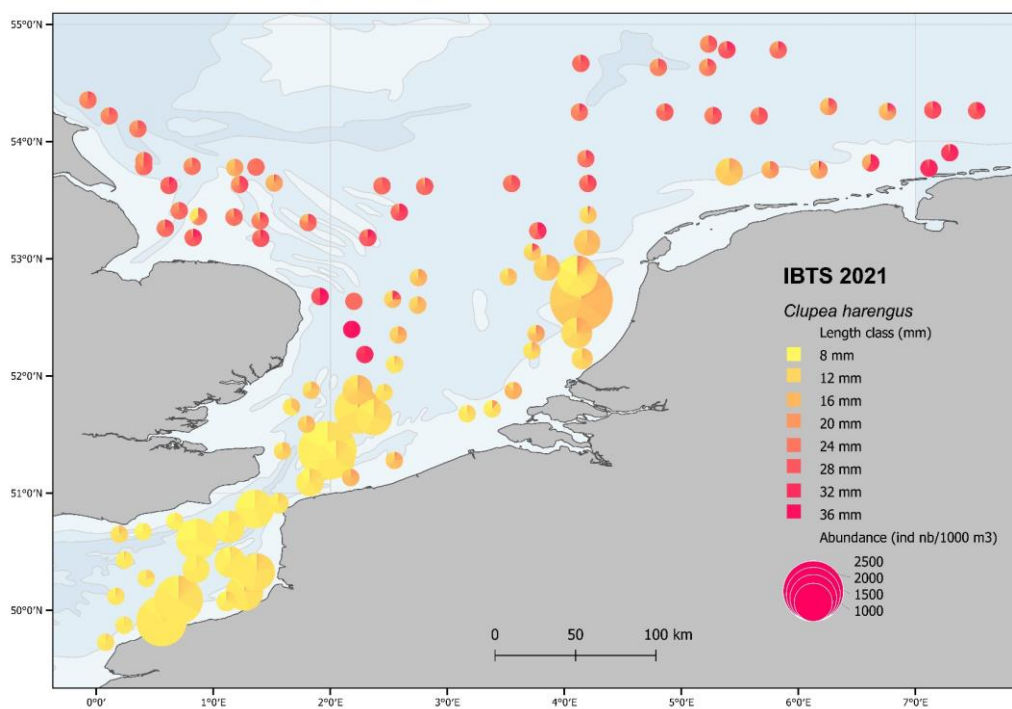 55°0'N
54°0'N
53°0'N
52°0'N
51°0'N
50°0'N
IBTS 2021
Clupea harengus
Length class (mm)
8 mm
12 mm
16 mm
20 mm
24 mm
28 mm
32 mm
36 mm
Abundance (ind nb/1000 m3)
2500
2000
1500
1000
0 50 100 km
0°0' 1°0'E 2°0'E 3°0'E 4°0'E 5°0'E 6°0'E 7°0'E